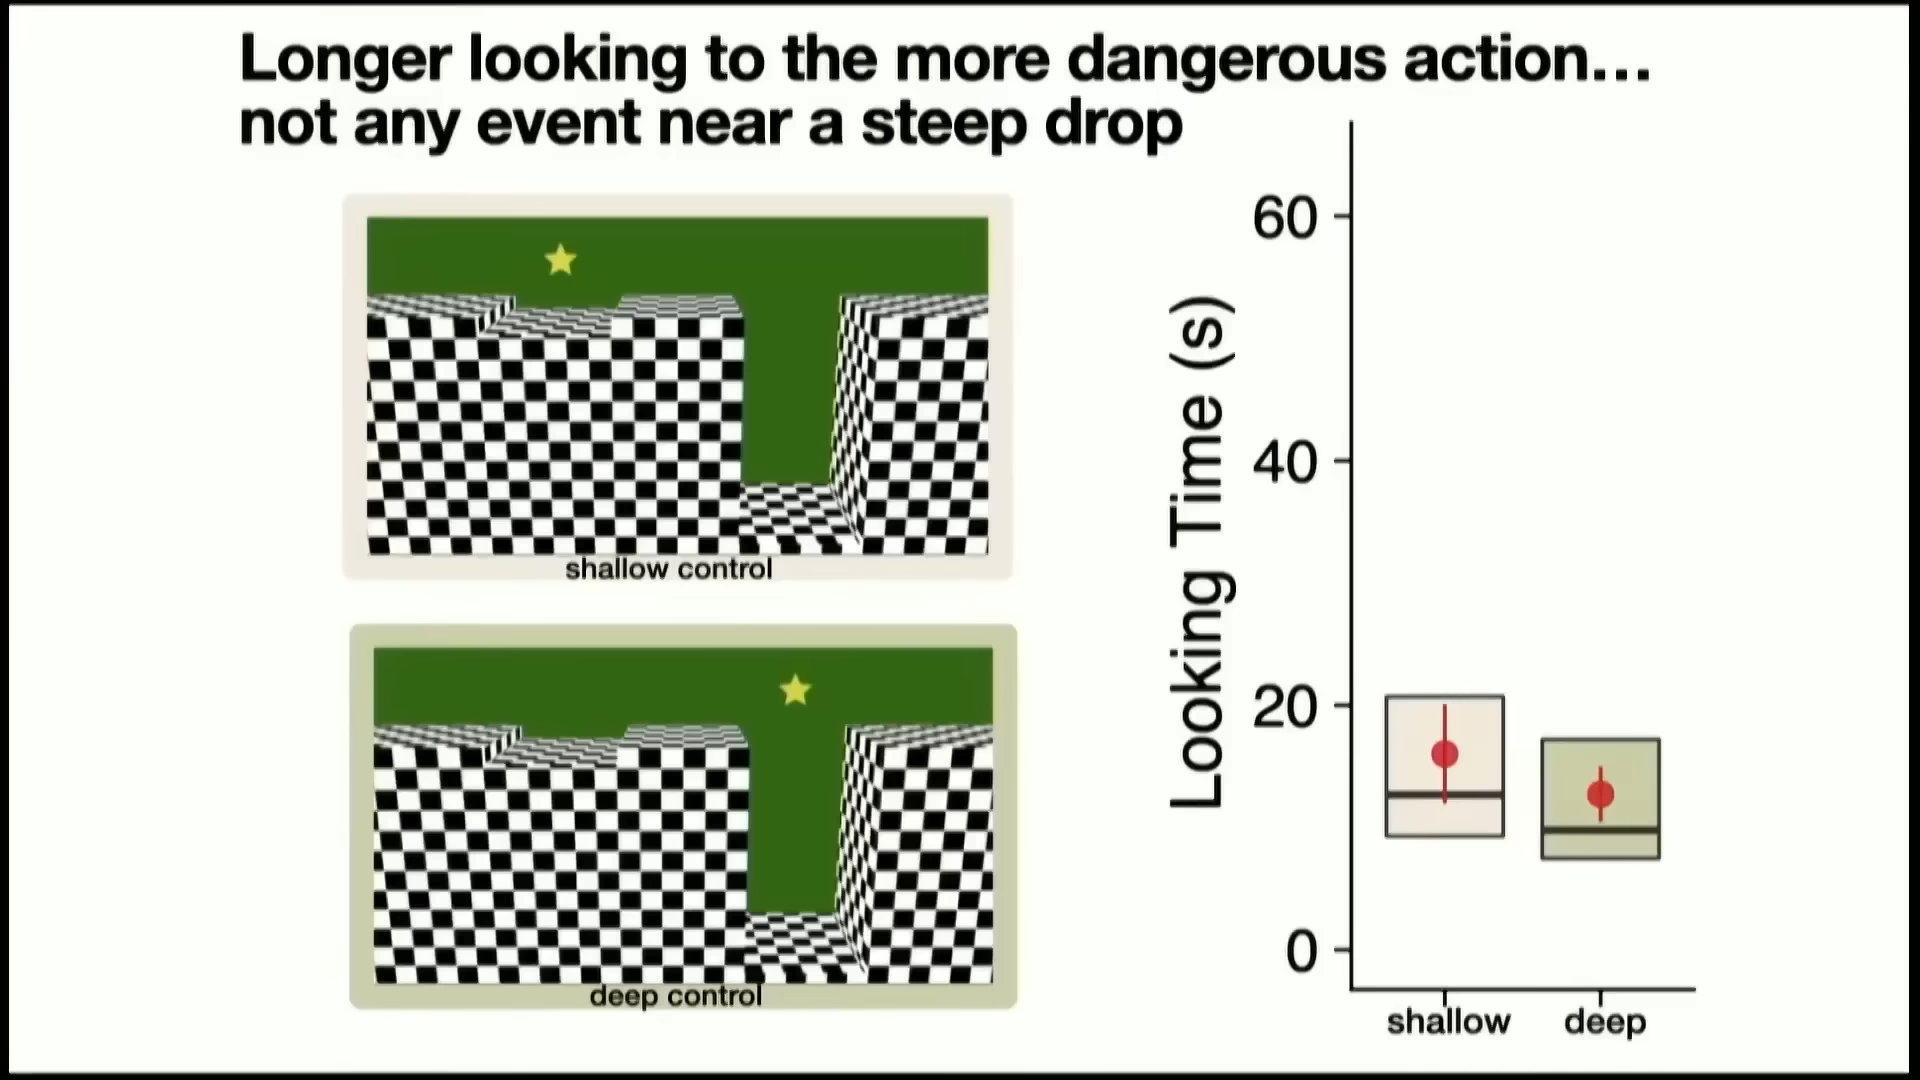 Longer looking to the more dangerous action...
not any event near a steep drop
shallow control
deep control
Looking Time (s)
60
40
20
0
shallow
deep